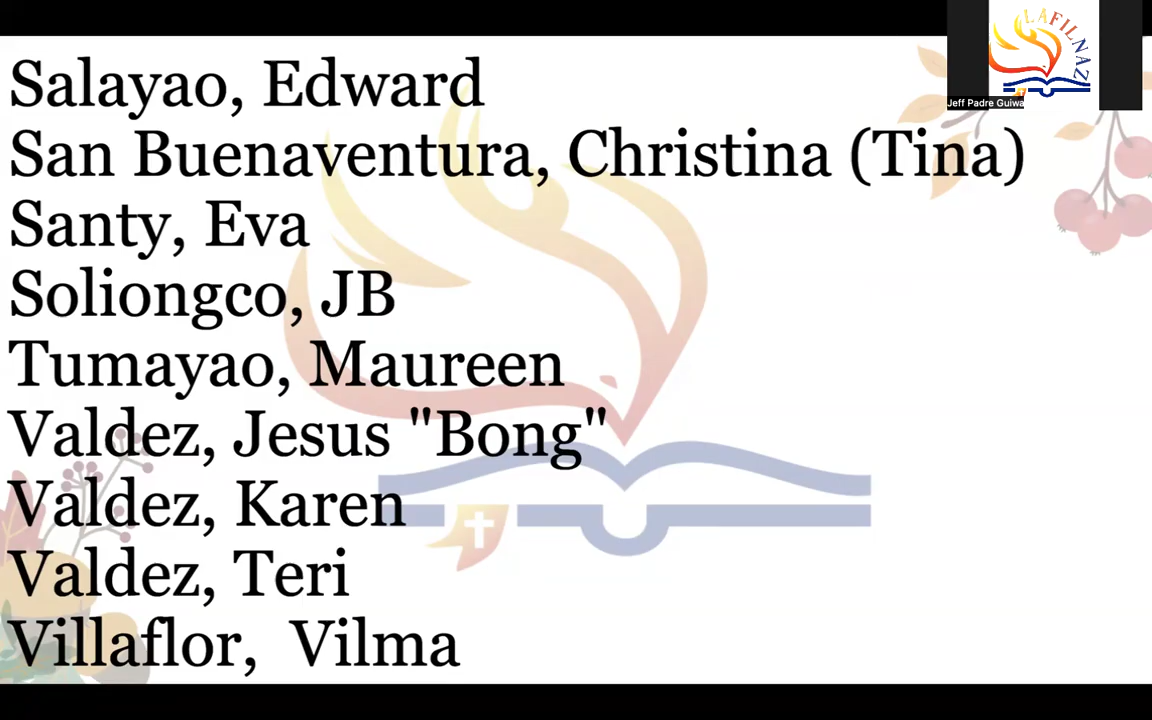 LAFILNAZ
Jeff Padre Guiwa
Salayao, Edward
San Buenaventura, Christina (Tina)
Santy, Eva
Soliongco, JB
Tumayao, Maureen
Valdez, Jesus "Bong"
Valdez, Karen
Valdez, Teri
Villaflor,  Vilma